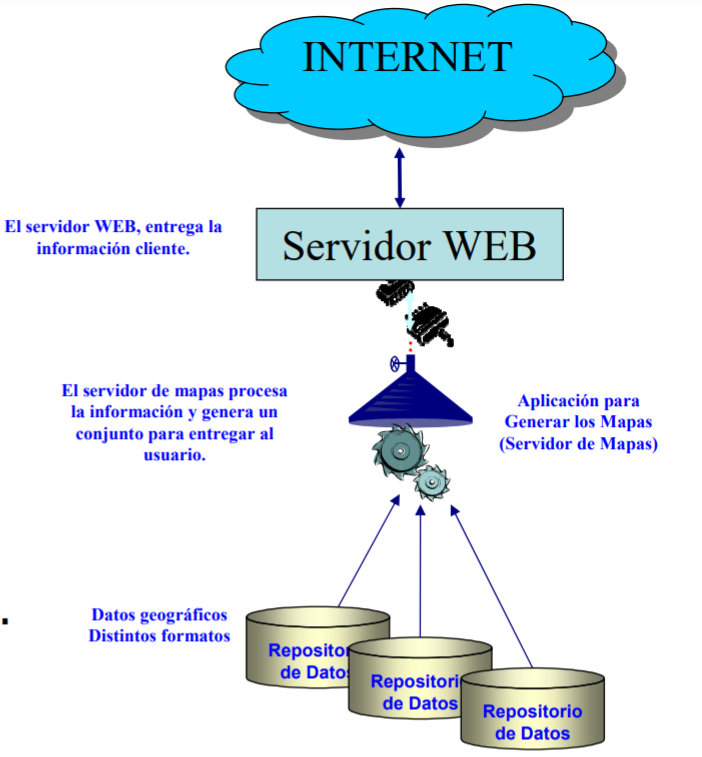 INTERNET
El servidor WEB, entrega la
información cliente.
Servidor WEB
El servidor de mapas procesa
la información y genera un
conjunto para entregar al
usuario.
Aplicación para
Generar los Mapas
(Servidor de Mapas)
Datos geográficos
Distintos formatos
Reposito
de Datos
Repositori
de Datos
Repositorio
de Datos